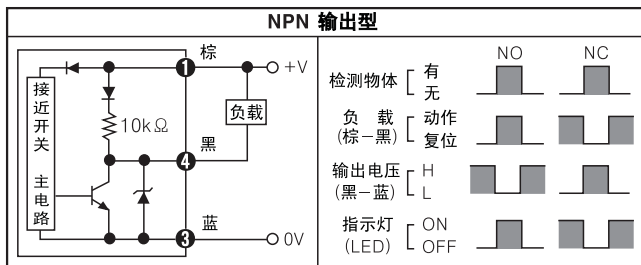 NPN 输出型
棕
1
+V
接近开关 主电路
10kΩ
负载
黑
4
蓝
3
0V
NO NC
检测物体 有 无
负载 (棕-黑) 动作 复位
输出电压 (黑-蓝) H L
指示灯 (LED) ON OFF